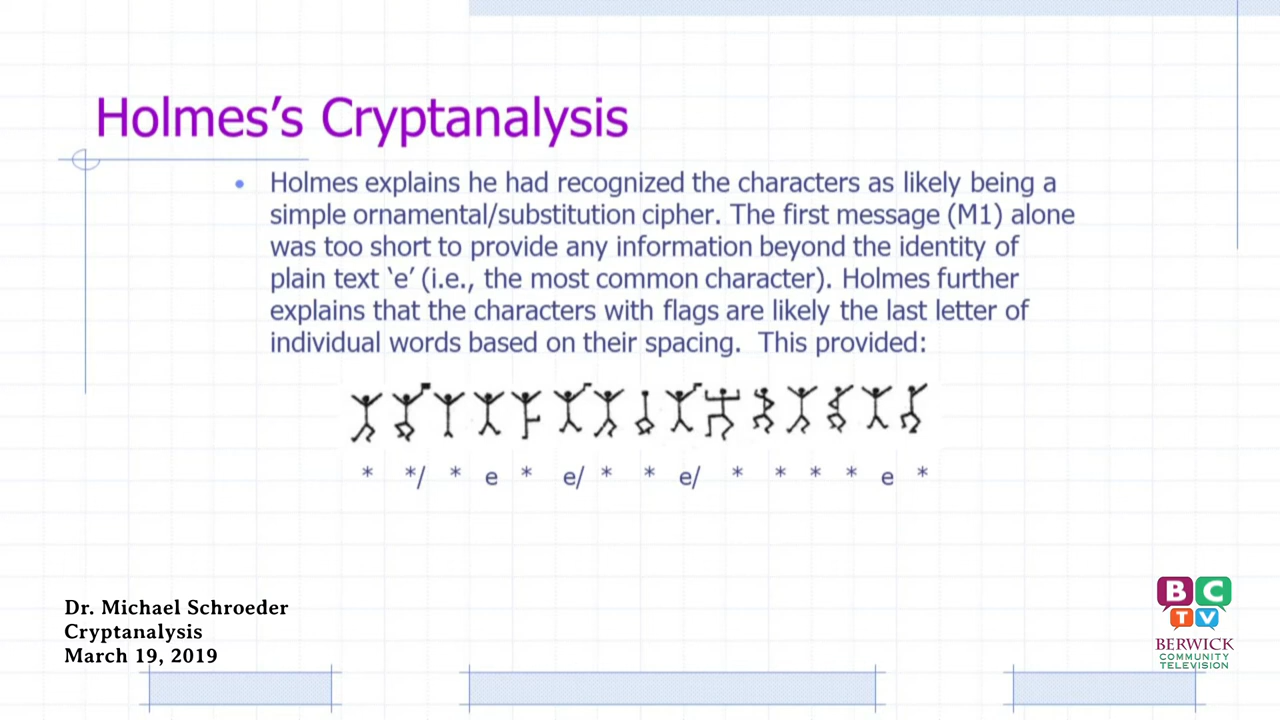 Holmes's Cryptanalysis
• Holmes explains he had recognized the characters as likely being a
simple ornamental/substitution cipher. The first message (M1) alone
was too short to provide any information beyond the identity of
plain text ‘e’ (i.e., the most common character). Holmes further
explains that the characters with flags are likely the last letter of
individual words based on their spacing.  This provided:
* */ * e * e/ * * e/ * * * * e *
Dr. Michael Schroeder
Cryptanalysis
March 19, 2019
BC
TV
BERWICK
COMMUNITY
TELEVISION